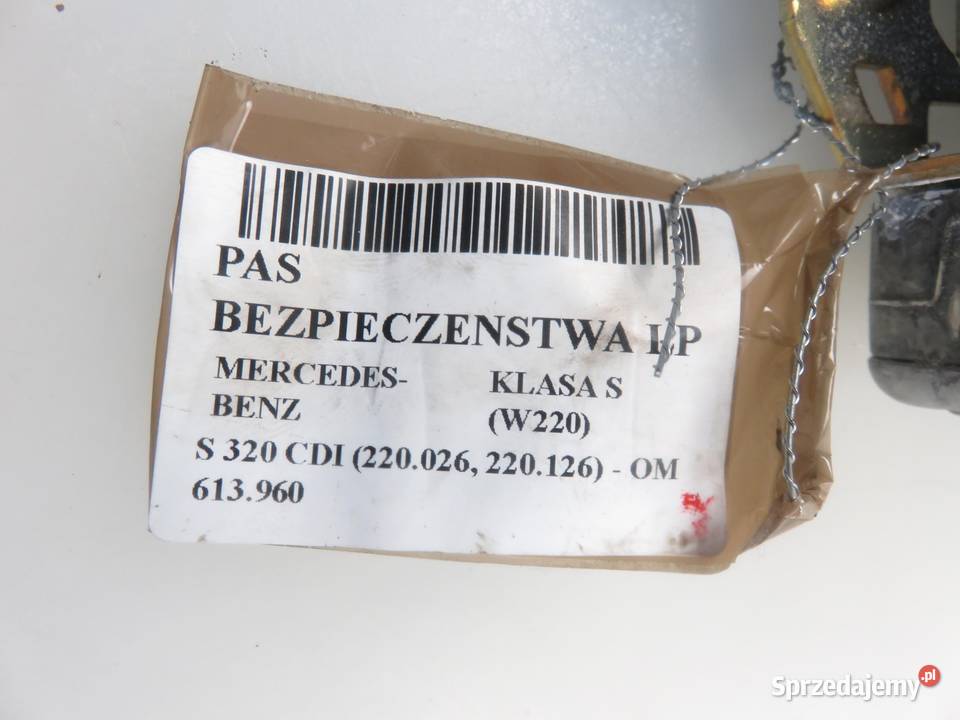 PAS
BEZPIECZENSTWA LP
MERCEDES- KLASA S
BENZ (W220)
S 320 CDI (220.026, 220.126) - OM
613.960
Sprzedajemy.pl